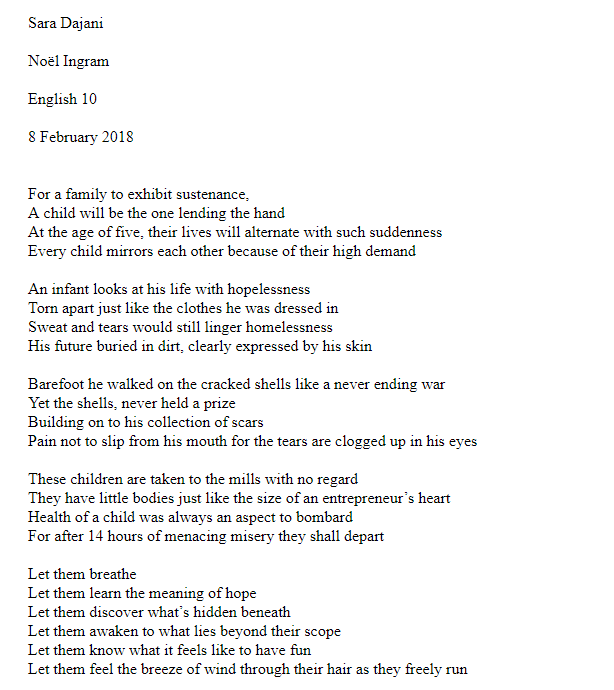 Sara Dajani
Noël Ingram
English 10
8 February 2018
For a family to exhibit sustenance,
A child will be the one lending the hand
At the age of five, their lives will alternate with such suddenness
Every child mirrors each other because of their high demand
An infant looks at his life with hopelessness
Torn apart just like the clothes he was dressed in
Sweat and tears would still linger homelessness
His future buried in dirt, clearly expressed by his skin
Barefoot he walked on the cracked shells like a never ending war
Yet the shells, never held a prize
Building on to his collection of scars
Pain not to slip from his mouth for the tears are clogged up in his eyes
These children are taken to the mills with no regard
They have little bodies just like the size of an entrepreneur’s heart
Health of a child was always an aspect to bombard
For after 14 hours of menacing misery they shall depart
Let them breathe
Let them learn the meaning of hope
Let them discover what’s hidden beneath
Let them awaken to what lies beyond their scope
Let them know what it feels like to have fun
Let them feel the breeze of wind through their hair as they freely run